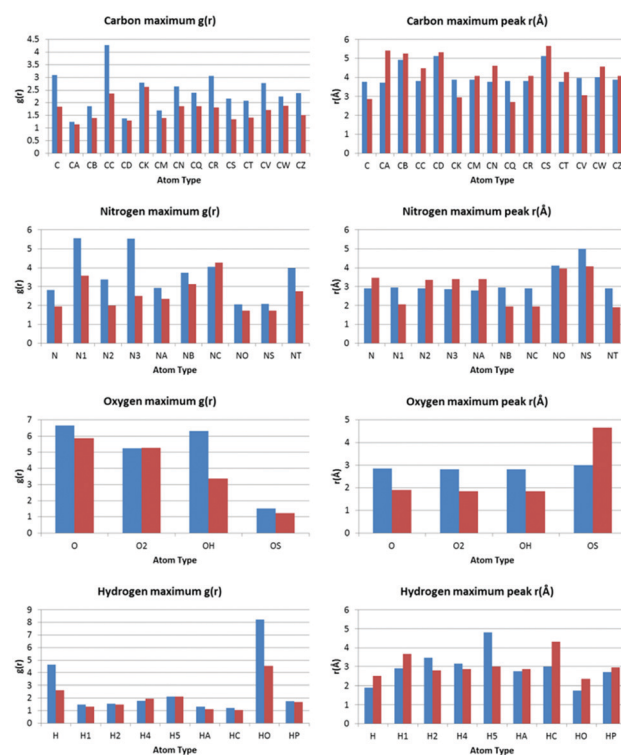 Carbon maximum g(r)
4.5
4
3.5
3
2.5
2
1.5
1
0.5
0
g(r)
C CA CB CC CD CK CM CN CQ CR CS CT CV CW CZ
Atom Type
Carbon maximum peak r(Å)
6
5
4
3
2
1
0
r(Å)
C CA CB CC CD CK CM CN CQ CR CS CT CV CW CZ
Atom Type
Nitrogen maximum g(r)
6
5
4
3
2
1
0
g(r)
N N1 N2 N3 NA NB NC NO NS NT
Atom Type
Nitrogen maximum peak r(Å)
6
5
4
3
2
1
0
r(Å)
N N1 N2 N3 NA NB NC NO NS NT
Atom Type
Oxygen maximum g(r)
7
6
5
4
3
2
1
0
g(r)
O O2 OH OS
Atom Type
Oxygen maximum peak r(Å)
5
4
3
2
1
0
r(Å)
O O2 OH OS
Atom Type
Hydrogen maximum g(r)
9
8
7
6
5
4
3
2
1
0
g(r)
H H1 H2 H4 H5 HA HC HO HP
Atom Type
Hydrogen maximum peak r(Å)
6
5
4
3
2
1
0
r(Å)
H H1 H2 H4 H5 HA HC HO HP
Atom Type